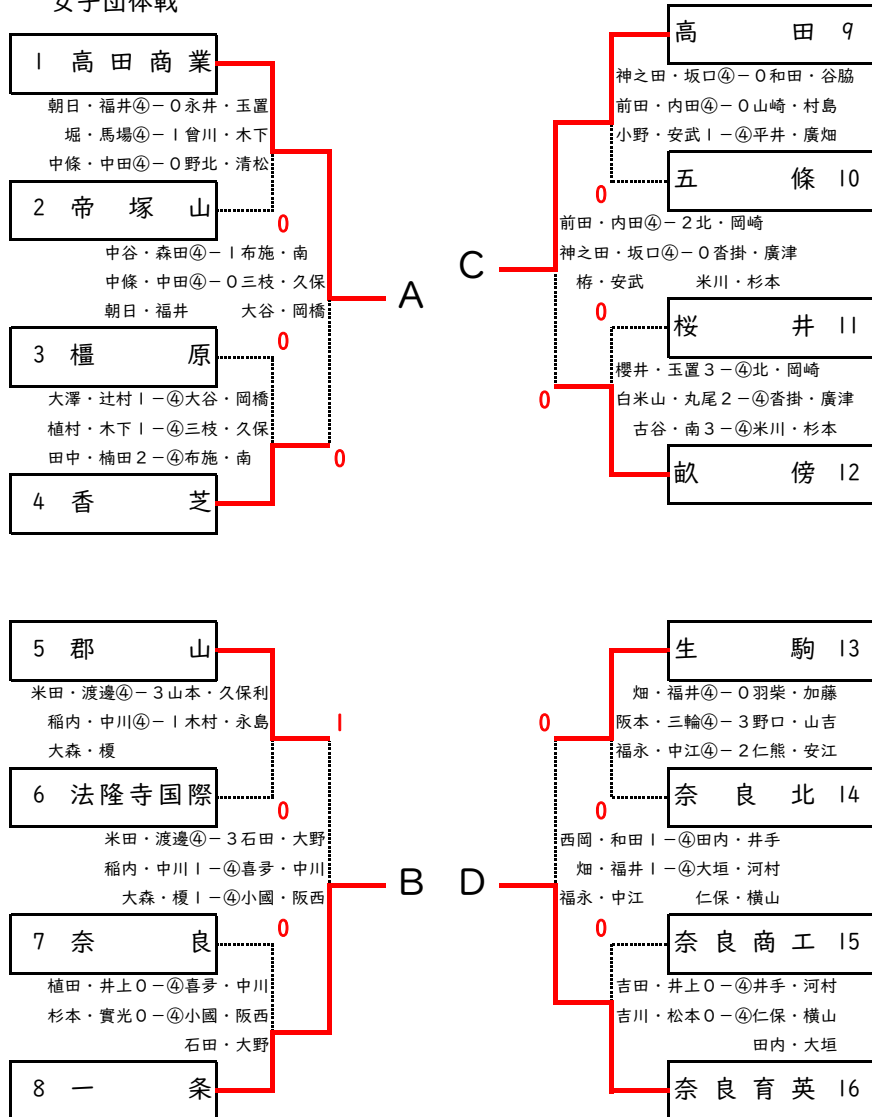 女子団体戦
1 高田商業
朝日・福井④－0永井・玉置
堀・馬場④－1曾川・木下
中條・中田④－0野北・清松
2 帝塚山
0
中谷・森田④－1布施・南
中條・中田④－0三枝・久保
朝日・福井 大谷・岡橋
A
0
3 橿原
大澤・辻村1－④大谷・岡橋
植村・木下1－④三枝・久保
田中・楠田2－④布施・南
0
4 香芝
高田 9
神之田・坂口④－0和田・谷脇
前田・内田④－0山崎・村島
小野・安武1－④平井・廣畑
五條 10
0
前田・内田④－2北・岡崎
神之田・坂口④－0沓掛・廣津
栫・安武 米川・杉本
C
0
桜井 11
櫻井・玉置3－④北・岡崎
白米山・丸尾2－④沓掛・廣津
古谷・南3－④米川・杉本
0
畝傍 12
5 郡山
米田・渡邊④－3山本・久保利
稲内・中川④－1木村・永島
大森・榎
1
6 法隆寺国際
0
米田・渡邊④－3石田・大野
稲内・中川1－④喜夛・中川
大森・榎1－④小國・阪西
B
0
7 奈良
植田・井上0－④喜夛・中川
杉本・實光0－④小國・阪西
石田・大野
8 一条
生駒 13
畑・福井④－0羽柴・加藤
阪本・三輪④－3野口・山吉
福永・中江④－2仁熊・安江
0
奈良北 14
0
西岡・和田1－④田内・井手
畑・福井1－④大垣・河村
福永・中江 仁保・横山
D
0
奈良商工 15
吉田・井上0－④井手・河村
吉川・松本0－④仁保・横山
田内・大垣
奈良育英 16